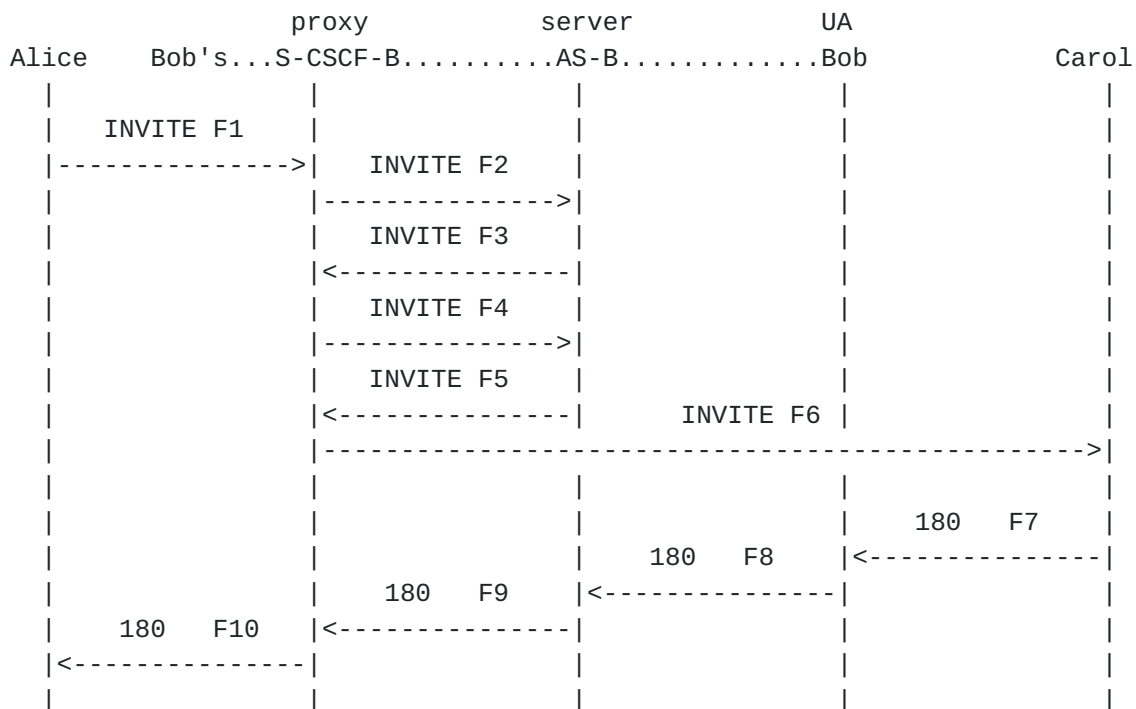 proxy server UA
Alice Bob's...S-CSCF-B..........AS-B.............Bob Carol
INVITE F1
INVITE F2
INVITE F3
INVITE F4
INVITE F5
INVITE F6
180 F7
180 F8
180 F9
180 F10